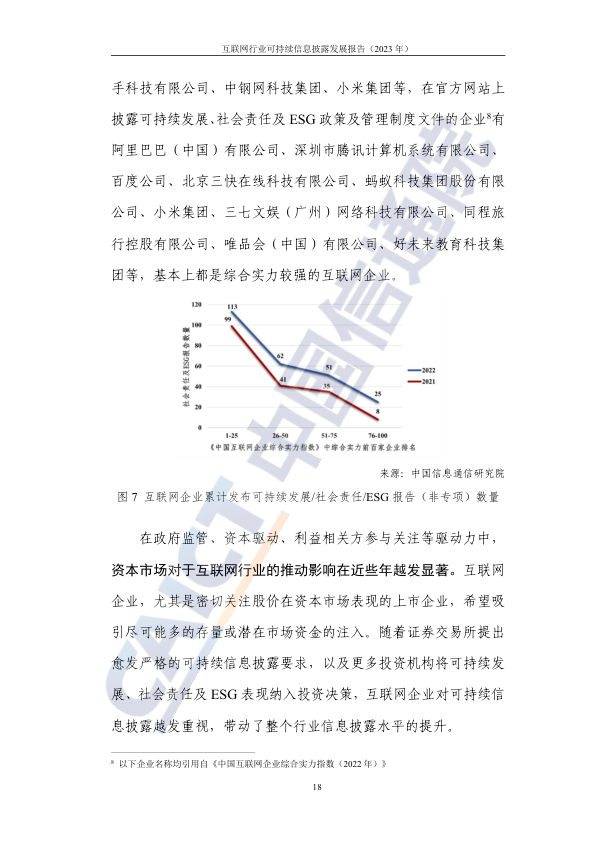 互联网行业可持续信息披露发展报告（2023 年）
手科技有限公司、中钢网科技集团、小米集团等，在官方网站上
披露可持续发展、社会责任及 ESG 政策及管理制度文件的企业⁸有
阿里巴巴（中国）有限公司、深圳市腾讯计算机系统有限公司、
百度公司、北京三快在线科技有限公司、蚂蚁科技集团股份有限
公司、小米集团、三七文娱（广州）网络科技有限公司、同程旅
行控股有限公司、唯品会（中国）有限公司、好未来教育科技集
团等，基本上都是综合实力较强的互联网企业。
社会责任及ESG报告数量
120
100
80
60
40
20
0
113
99
62
41
51
35
25
8
2022
2021
1-25 26-50 51-75 76-100
《中国互联网企业综合实力指数》中综合实力前百家企业排名
来源：中国信息通信研究院
图 7 互联网企业累计发布可持续发展/社会责任/ESG 报告（非专项）数量
在政府监管、资本驱动、利益相关方参与关注等驱动力中，
资本市场对于互联网行业的推动影响在近些年越发显著。互联网
企业，尤其是密切关注股价在资本市场表现的上市企业，希望吸
引尽可能多的存量或潜在市场资金的注入。随着证券交易所提出
愈发严格的可持续信息披露要求，以及更多投资机构将可持续发
展、社会责任及 ESG 表现纳入投资决策，互联网企业对可持续信
息披露越发重视，带动了整个行业信息披露水平的提升。
⁸ 以下企业名称均引用自《中国互联网企业综合实力指数（2022 年）》
18
CAICT 中国信通院